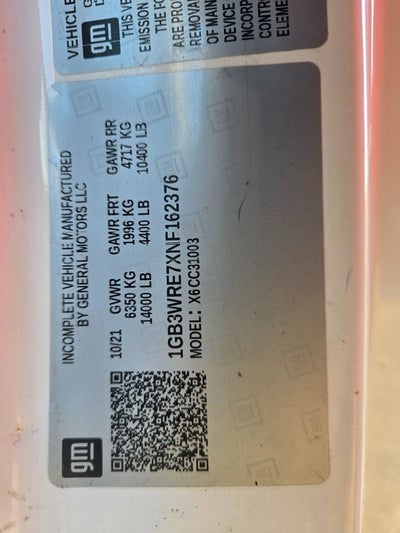 VEHICLE
gm
THIS VE
EMISSION
THE FO
ARE PRO
REMOVA
OF MAIN
DEVICE
INCORP
CONTR
ELEME
INCOMPLETE VEHICLE MANUFACTURED
BY GENERAL MOTORS LLC
10/21 GVWR GAWR FRT GAWR RR
6350 KG 1996 KG 4717 KG
14000 LB 4400 LB 10400 LB
1GB3WRE7XNF162376
MODEL: X6CC31003
gm